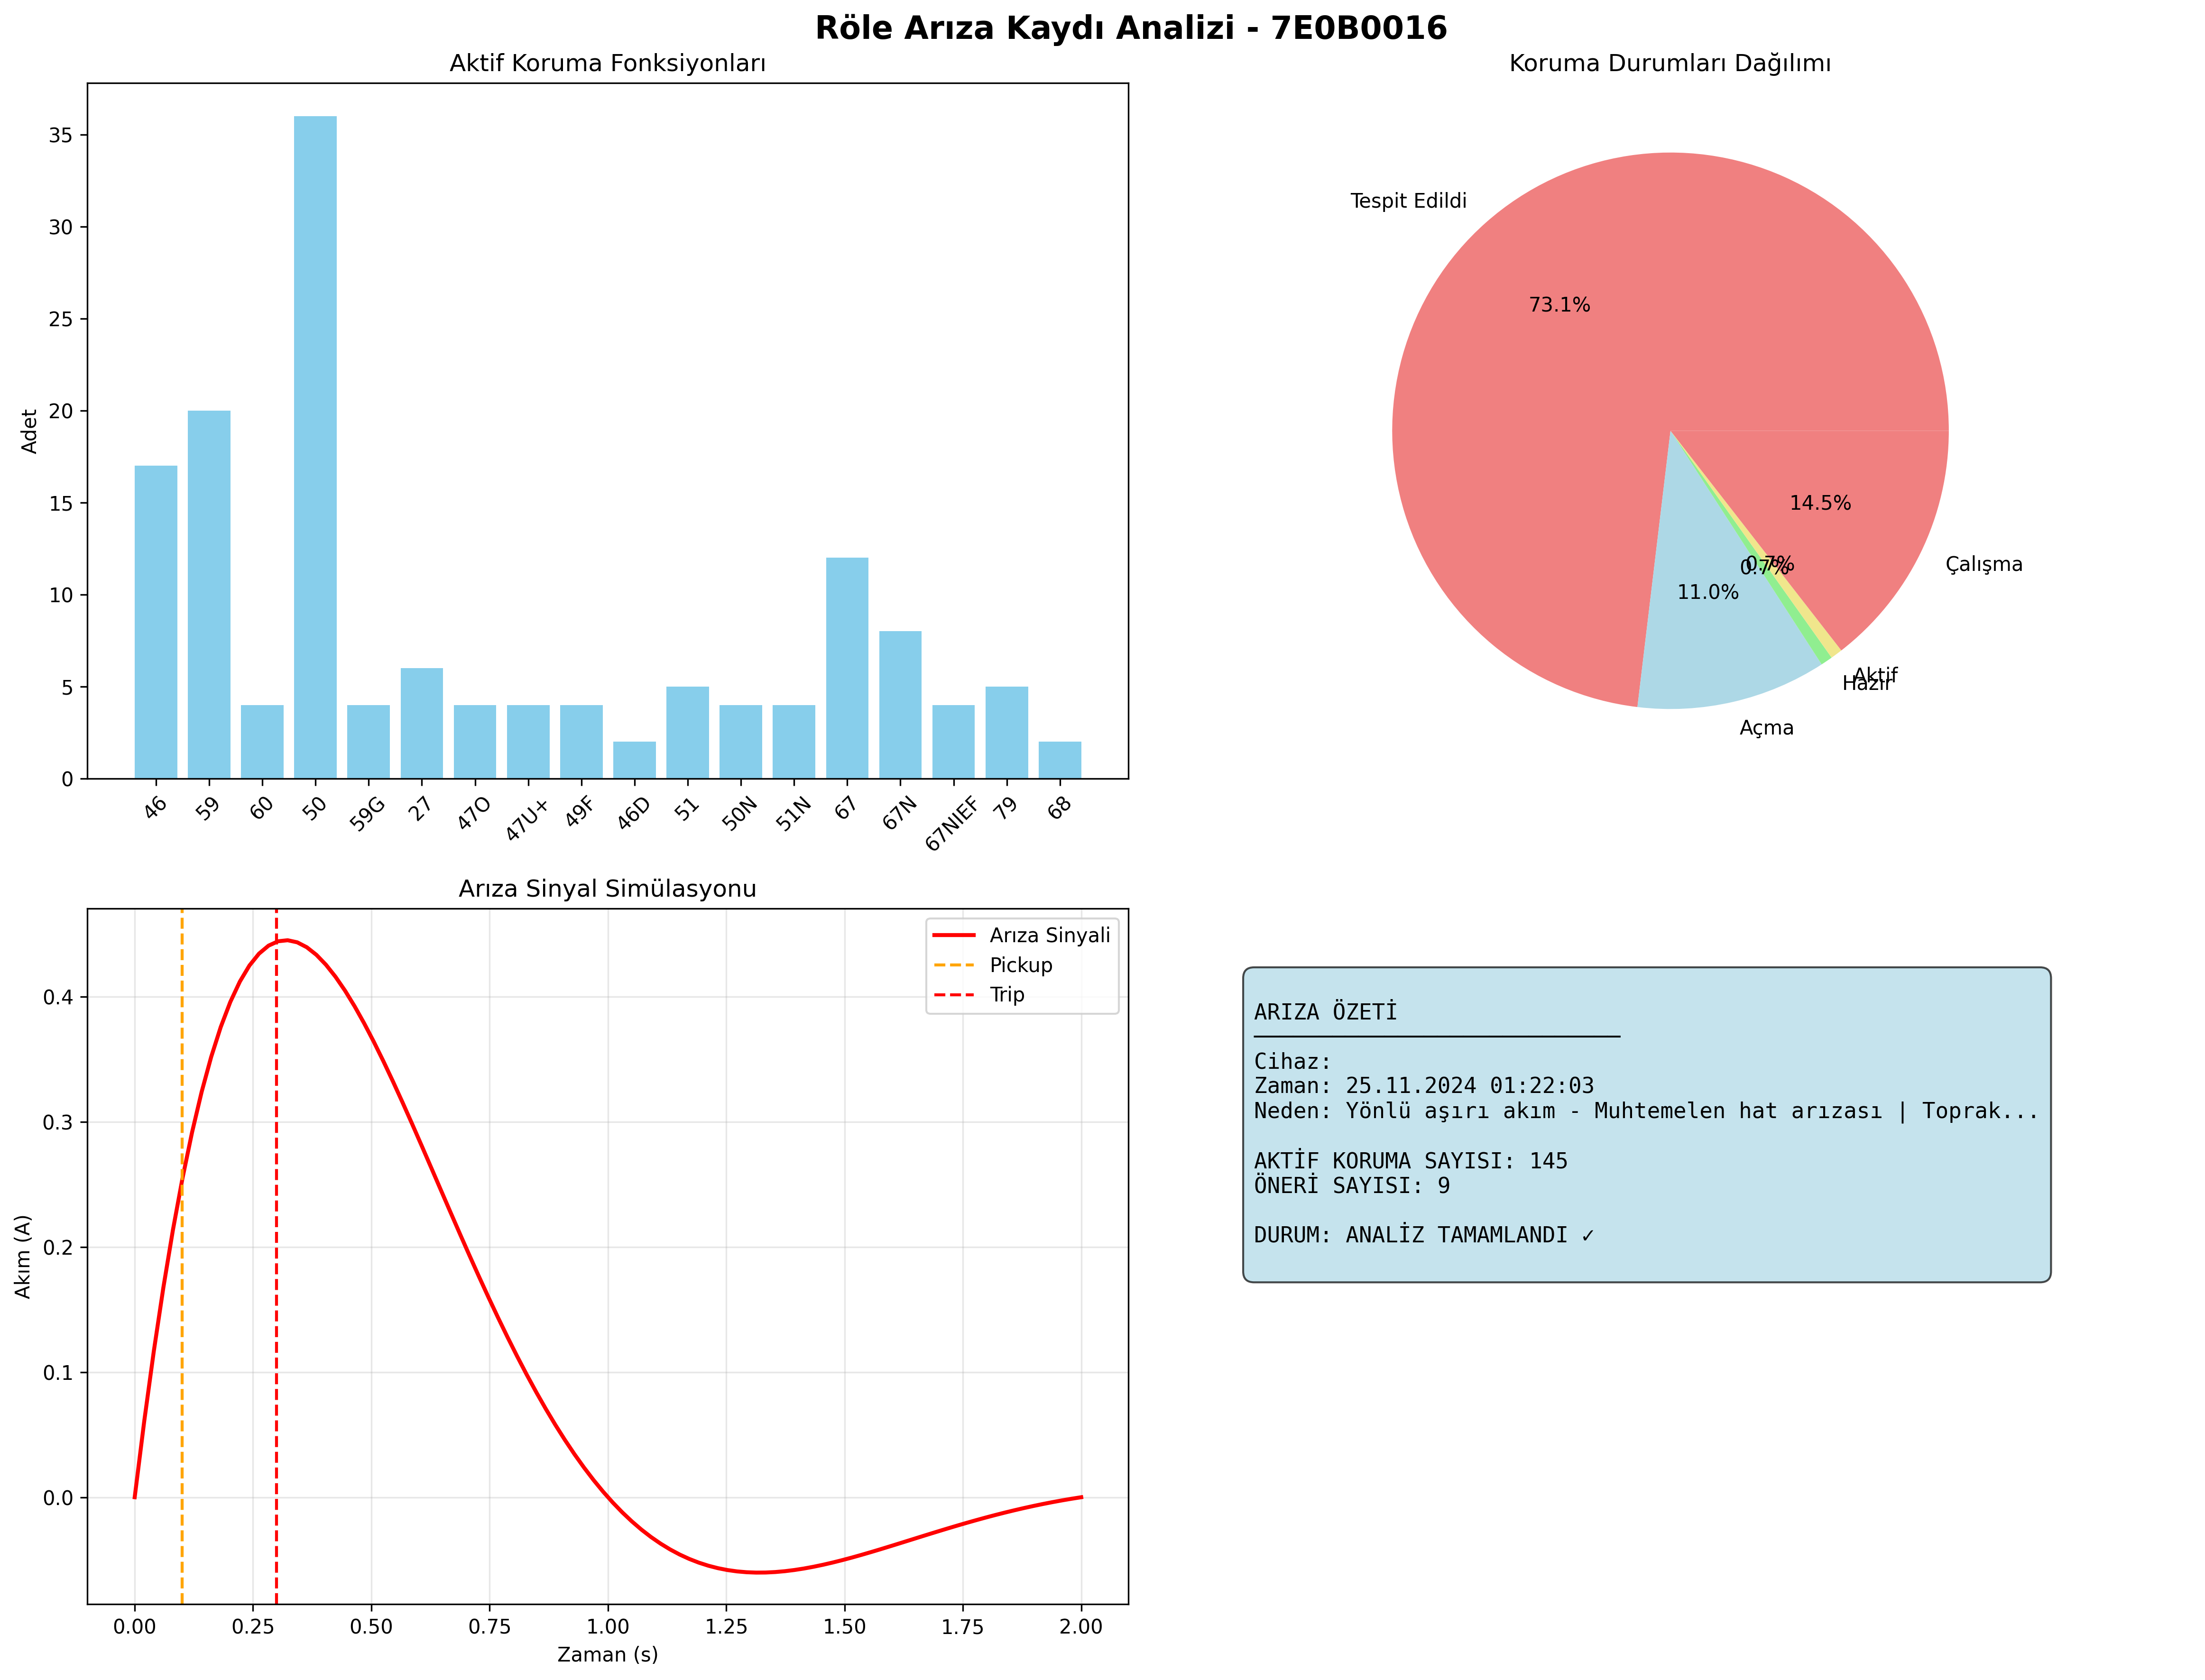 Röle Arıza Kaydı Analizi - 7E0B0016
Aktif Koruma Fonksiyonları
Adet
35
30
25
20
15
10
5
0
46
59
60
50
59G
27
47O
47U+
49F
46D
51
50N
51N
67
67N
67NIEF
79
68
Koruma Durumları Dağılımı
Tespit Edildi
73.1%
14.5%
0.7%
0.7%
11.0%
Çalışma
Aktif
Hazır
Açma
Arıza Sinyal Simülasyonu
Arıza Sinyali
Pickup
Trip
Akım (A)
0.4
0.3
0.2
0.1
0.0
0.00
0.25
0.50
0.75
1.00
1.25
1.50
1.75
2.00
Zaman (s)
ARIZA ÖZETİ
Cihaz:
Zaman: 25.11.2024 01:22:03
Neden: Yönlü aşırı akım - Muhtemelen hat arızası | Toprak...
AKTİF KORUMA SAYISI: 145
ÖNERİ SAYISI: 9
DURUM: ANALİZ TAMAMLANDI ✓